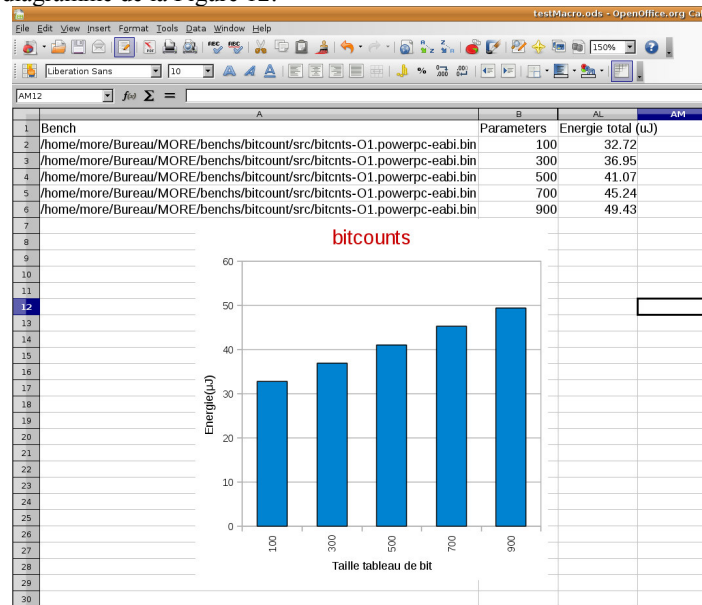 diagramme de la Figure 12.
testMacro.ods - OpenOffice.org Ca
File Edit View Insert Format Tools Data Window Help
150%
Liberation Sans 10
AM12 f(x) Σ =
A B AL AM
1 Bench Parameters Energie total (uJ)
2 /home/more/Bureau/MORE/benchs/bitcount/src/bitcnts-O1.powerpc-eabi.bin 100 32.72
3 /home/more/Bureau/MORE/benchs/bitcount/src/bitcnts-O1.powerpc-eabi.bin 300 36.95
4 /home/more/Bureau/MORE/benchs/bitcount/src/bitcnts-O1.powerpc-eabi.bin 500 41.07
5 /home/more/Bureau/MORE/benchs/bitcount/src/bitcnts-O1.powerpc-eabi.bin 700 45.24
6 /home/more/Bureau/MORE/benchs/bitcount/src/bitcnts-O1.powerpc-eabi.bin 900 49.43
7
8
9
10
11
12
13
14
15
16
17
18
19
20
21
22
23
24
25
26
27
28
29
30
bitcounts
60
50
40
30
20
10
0
Energie(µJ)
100 300 500 700 900
Taille tableau de bit